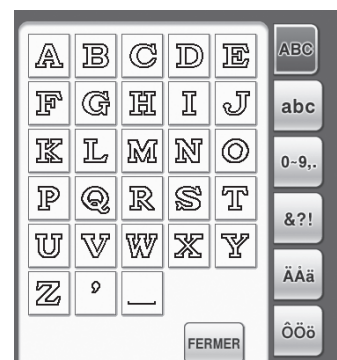 A B C D E
F G H I J
K L M N O
P Q R S T
U V W X Y
Z ' _
FERMER
ABC
abc
0~9,.
&?!
ÄÅä
ÔÖö